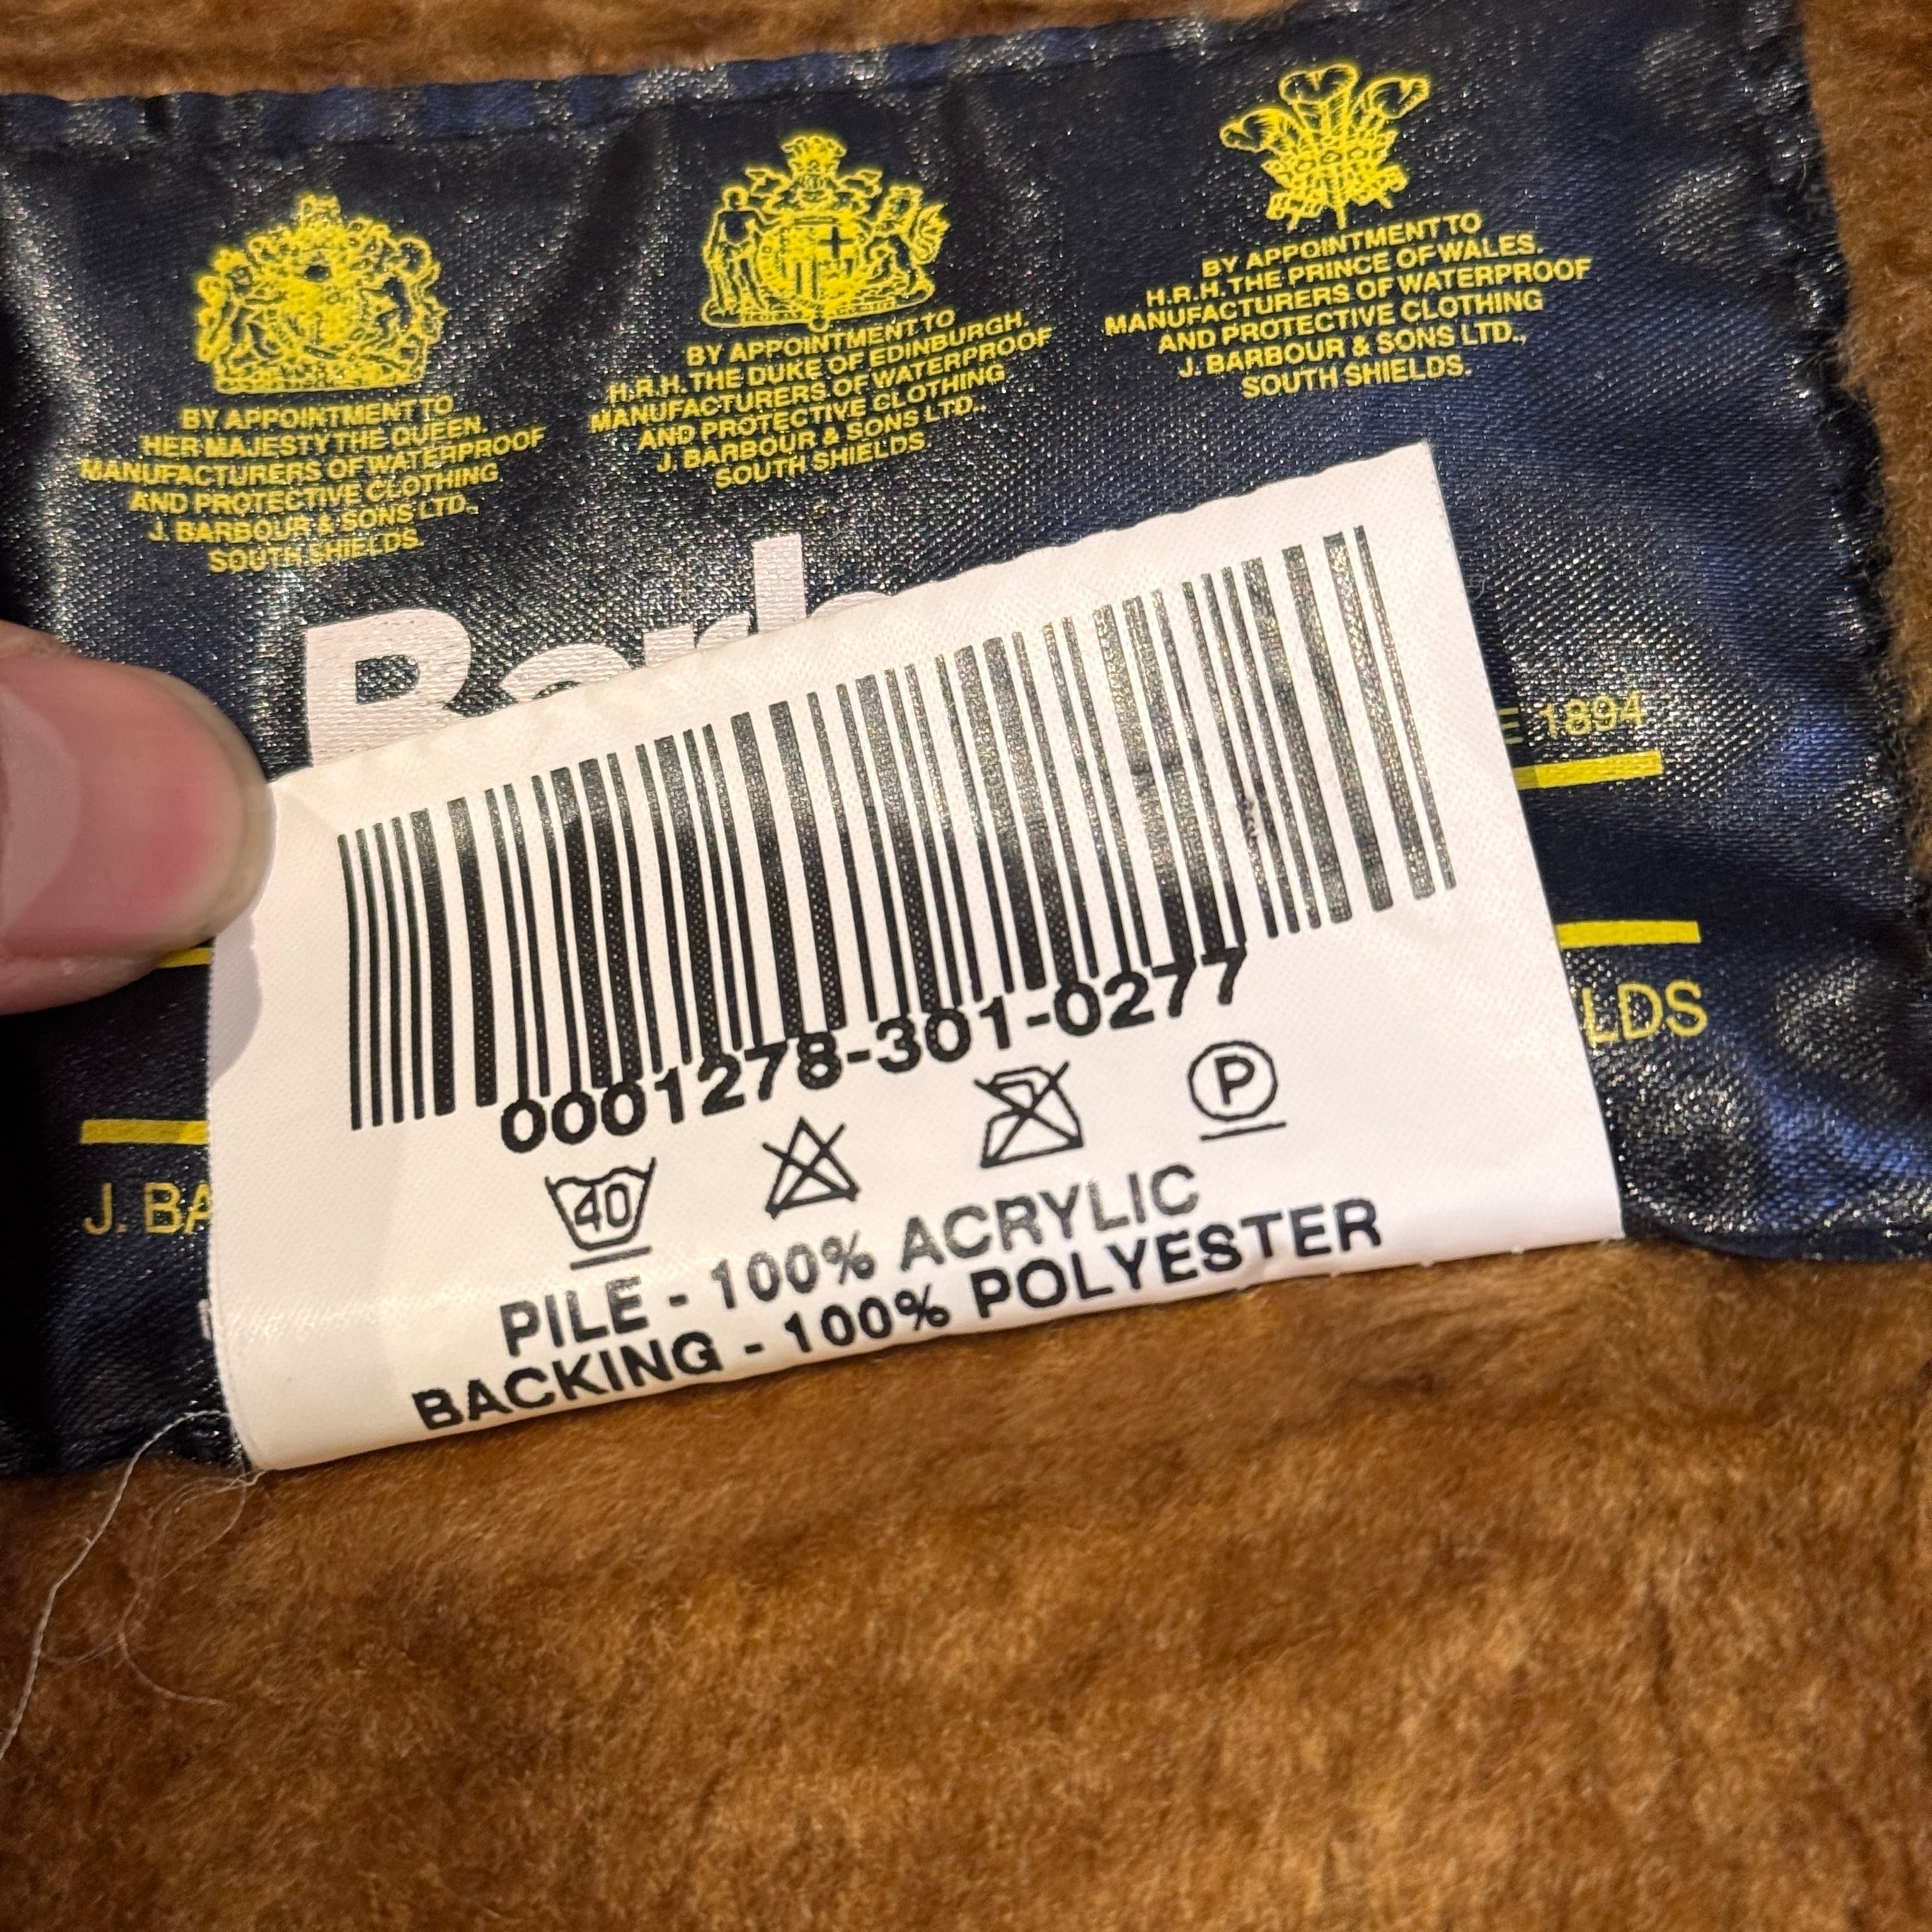 BY APPOINTMENT TO
HER MAJESTY THE QUEEN.
MANUFACTURERS OF WATERPROOF
AND PROTECTIVE CLOTHING
J. BARBOUR & SONS LTD.,
SOUTH SHIELDS.
BY APPOINTMENT TO
H.R.H. THE DUKE OF EDINBURGH,
MANUFACTURERS OF WATERPROOF
AND PROTECTIVE CLOTHING
J. BARBOUR & SONS LTD.,
SOUTH SHIELDS.
BY APPOINTMENT TO
H.R.H. THE PRINCE OF WALES.
MANUFACTURERS OF WATERPROOF
AND PROTECTIVE CLOTHING
J. BARBOUR & SONS LTD.,
SOUTH SHIELDS.
Barb
E 1894
J. BA
LDS
0001278-301-0277
40
P
PILE - 100% ACRYLIC
BACKING - 100% POLYESTER